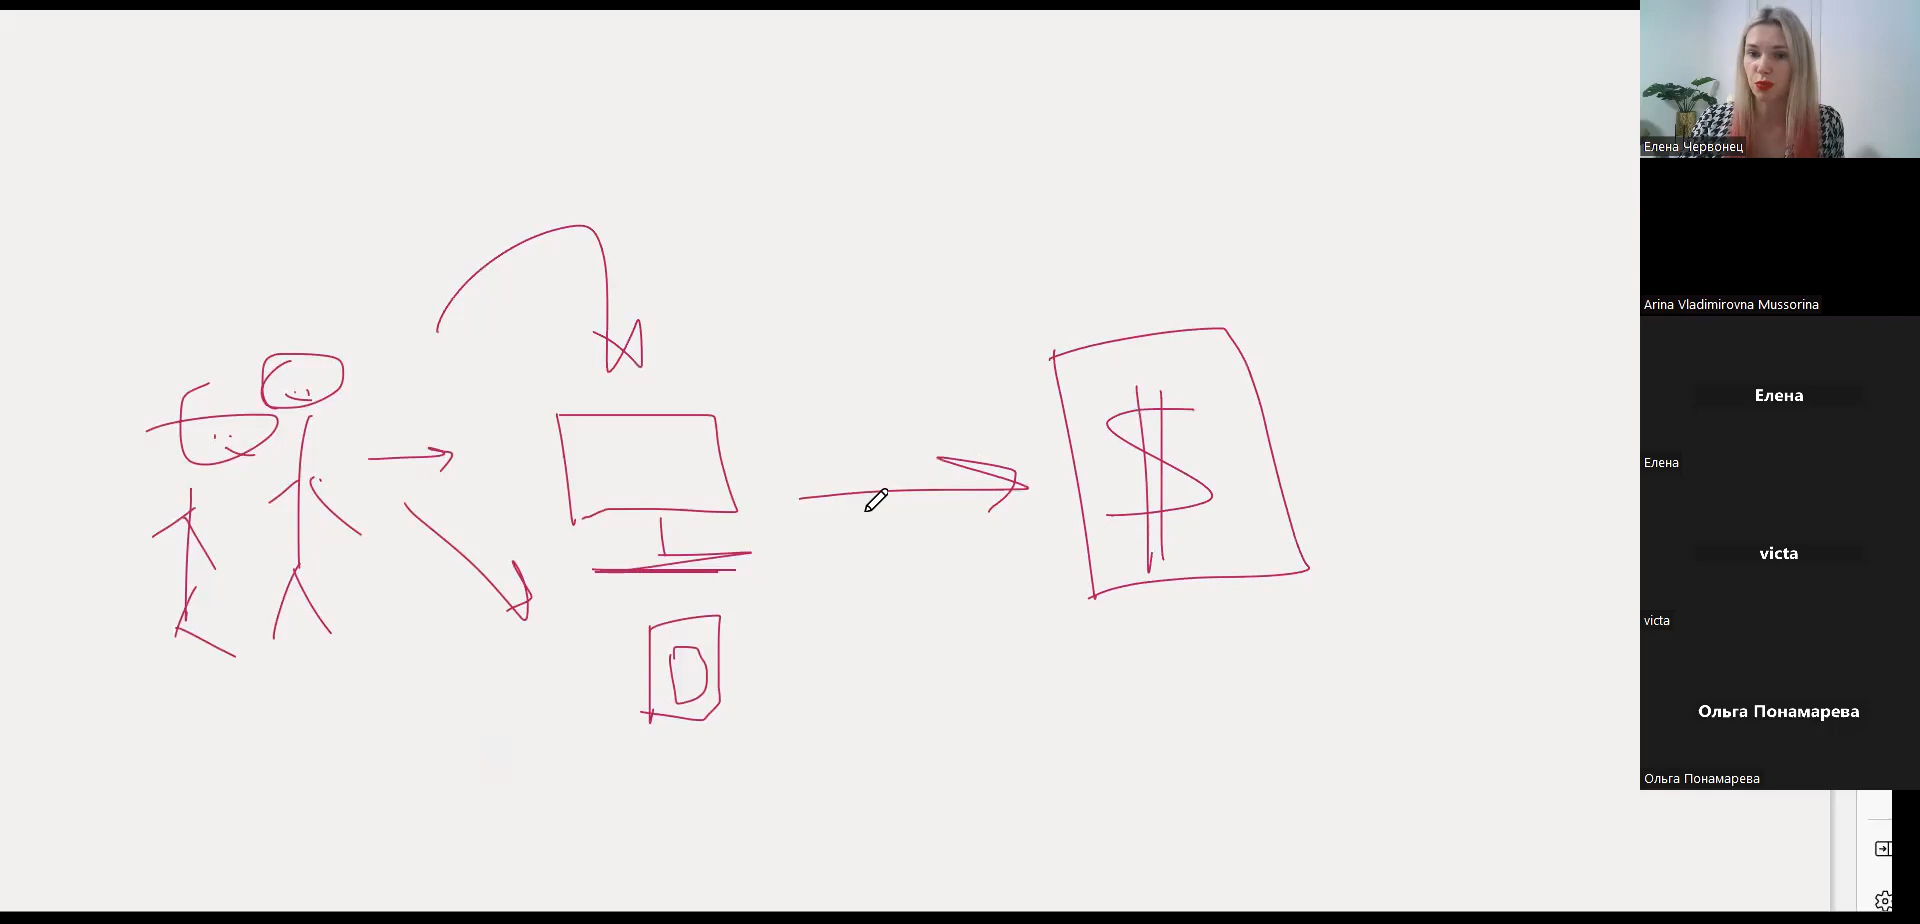 Елена Червонец
Arina Vladimirovna Mussorina
Елена
Елена
victa
victa
Ольга Понамарева
Ольга Понамарева
$
D